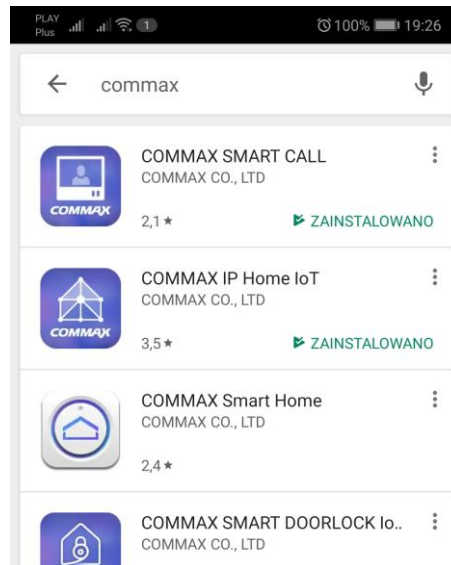 PLAY
Plus 1 100% 19:26
commax
COMMAX SMART CALL
COMMAX CO., LTD
COMMAX
2,1 ★ ZAINSTALOWANO
COMMAX IP Home IoT
COMMAX CO., LTD
COMMAX
3,5 ★ ZAINSTALOWANO
COMMAX Smart Home
COMMAX CO., LTD
2,4 ★
COMMAX SMART DOORLOCK Io..
COMMAX CO., LTD